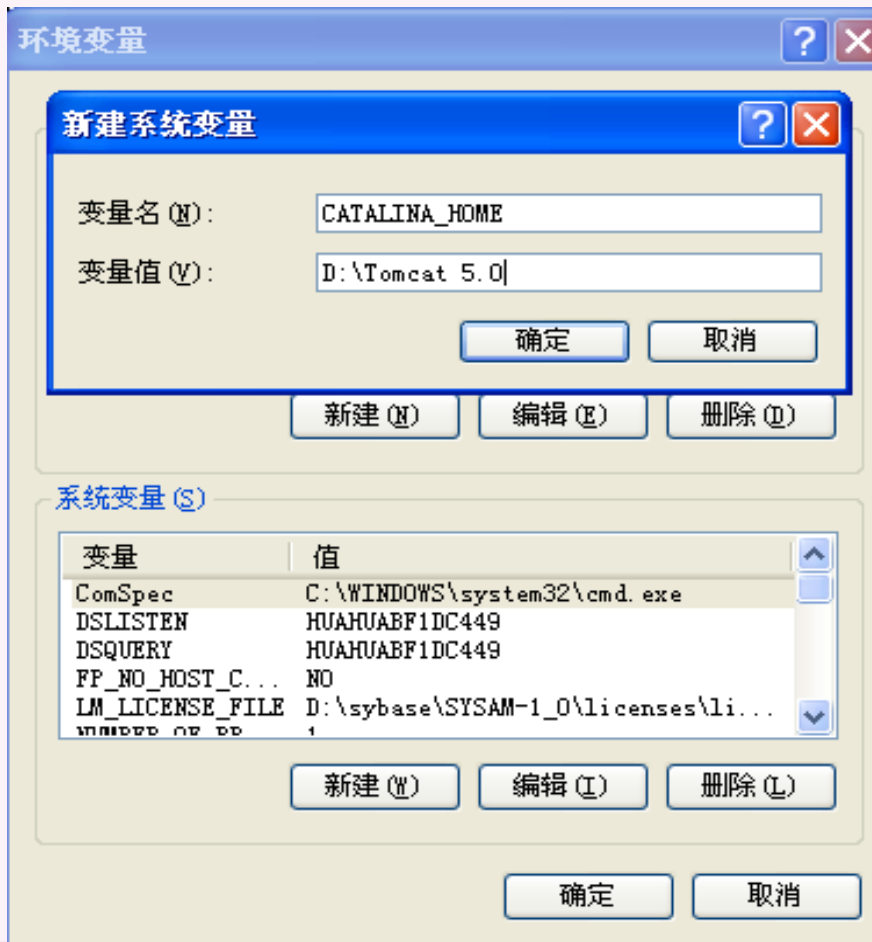 环境变量
新建系统变量
变量名(N):
CATALINA_HOME
变量值(V):
D:\Tomcat 5.0
确定 取消
新建(N) 编辑(E) 删除(D)
系统变量(S)
变量 值
ComSpec C:\WINDOWS\system32\cmd.exe
DSLISTEN HUAHUABF1DC449
DSQUERY HUAHUABF1DC449
FP_NO_HOST_C... NO
LM_LICENSE_FILE D:\sybase\SYSAM-1_0\licenses\li...
新建(W) 编辑(I) 删除(L)
确定 取消